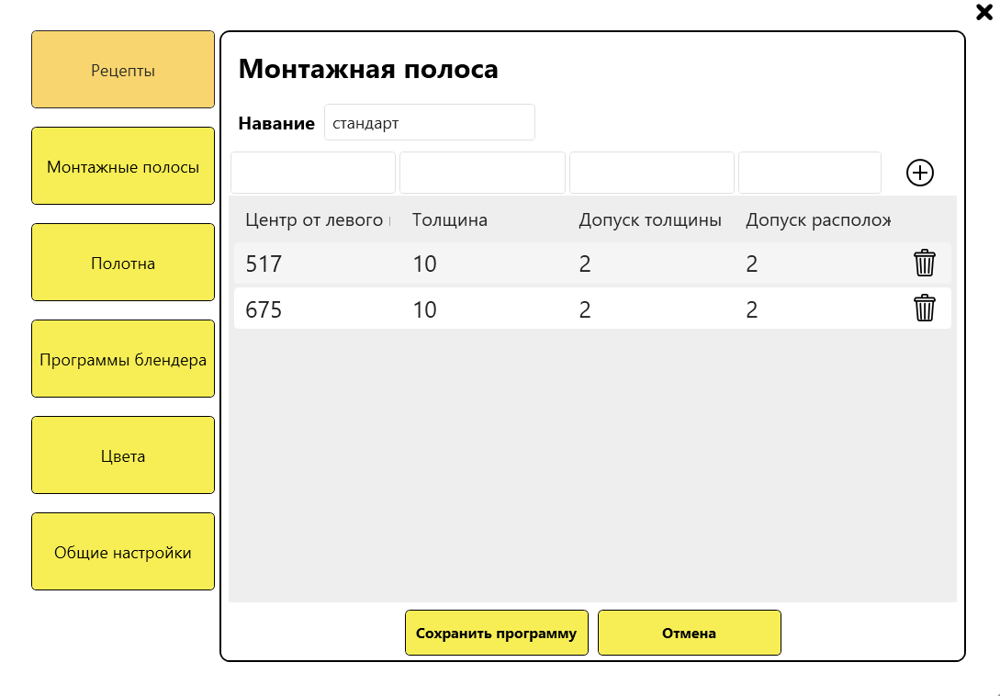 Рецепты
Монтажные полосы
Полотна
Программы блендера
Цвета
Общие настройки
Монтажная полоса
Навание стандарт
Центр от левого Толщина Допуск толщины Допуск располож
517 10 2 2
675 10 2 2
Сохранить программу Отмена